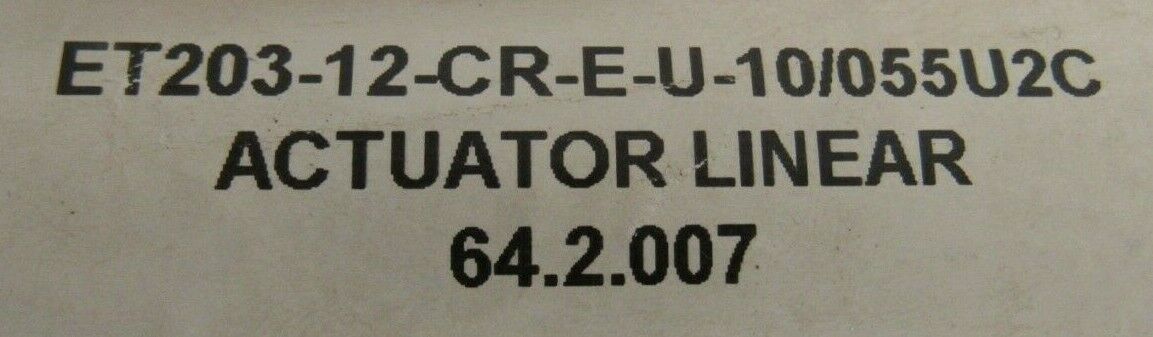 ET203-12-CR-E-U-10/055U2C
ACTUATOR LINEAR
64.2.007